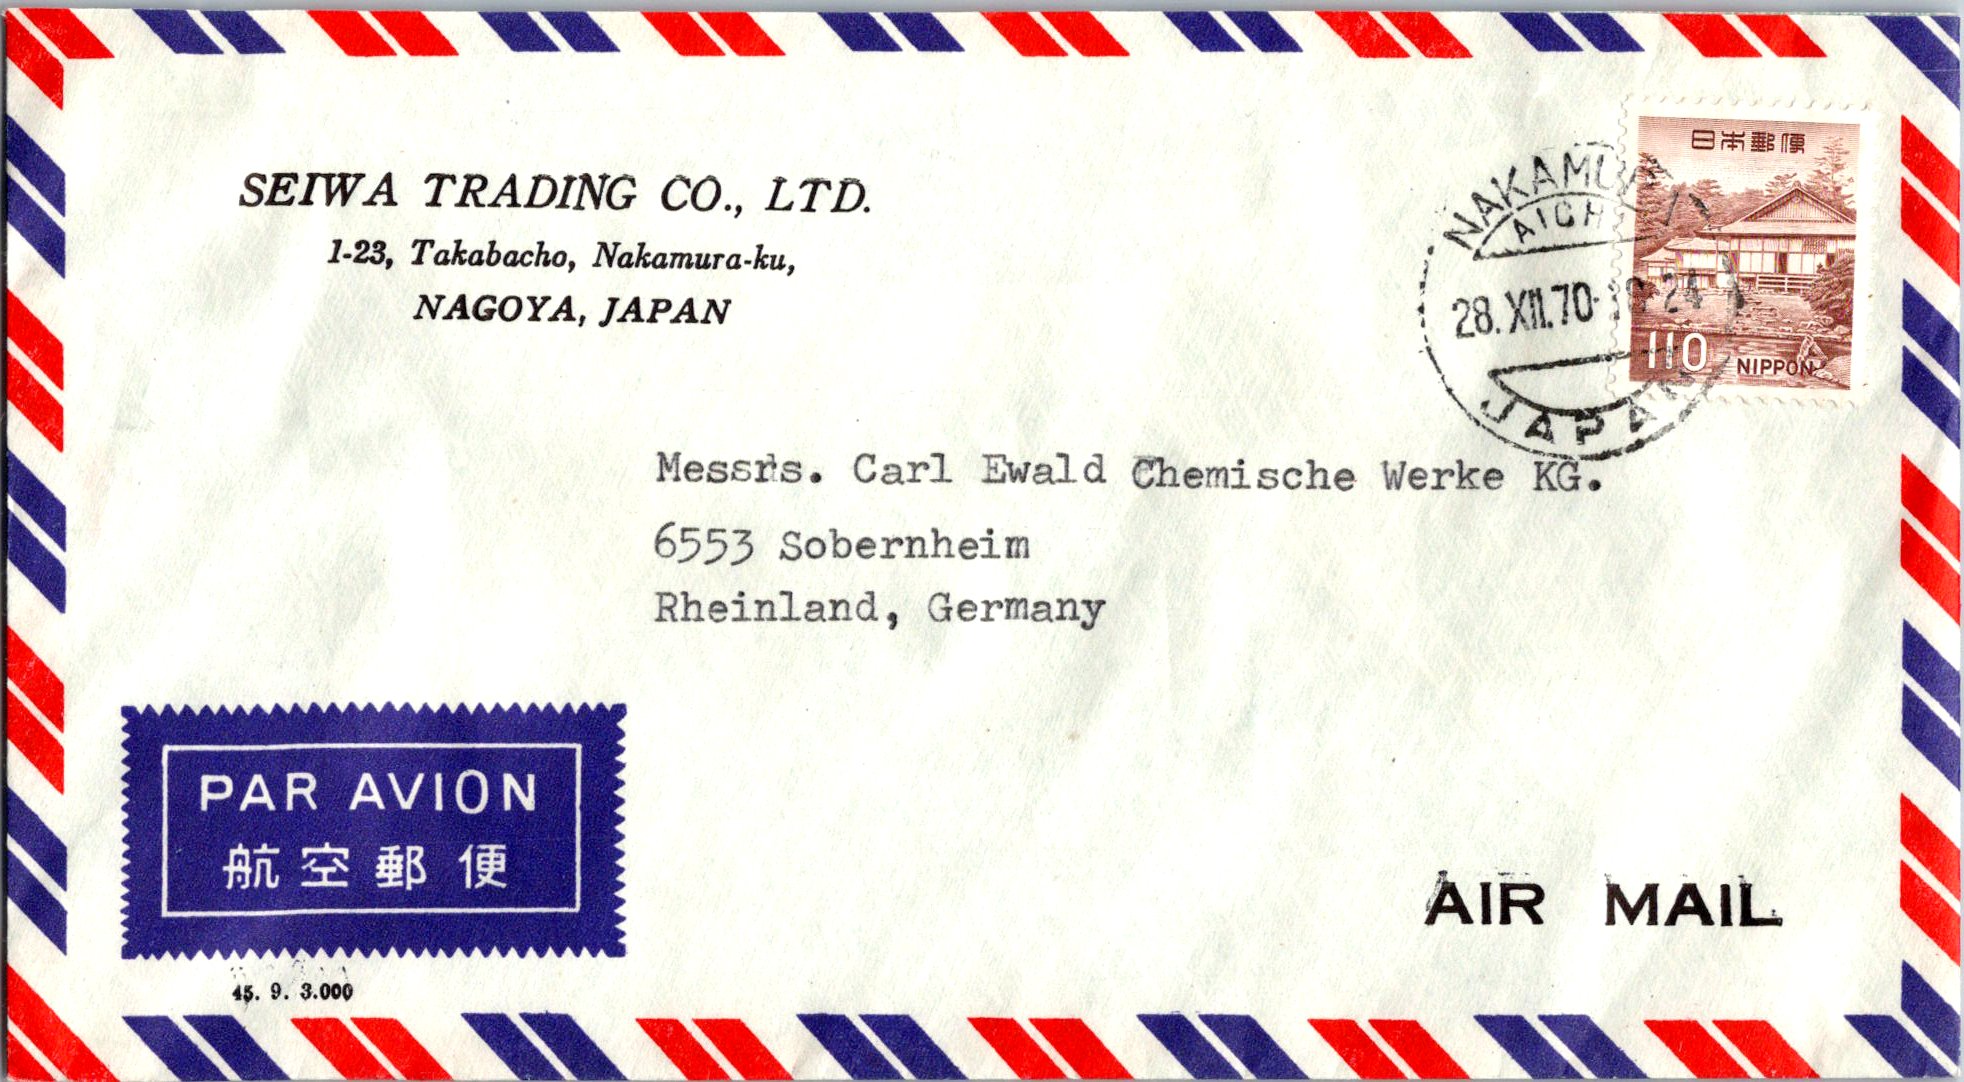 SEIWA TRADING CO., LTD.
1-23, Takabacho, Nakamura-ku,
NAGOYA, JAPAN
日本郵便
110 NIPPON
AICHI
28.XII.70
JAPAN
Messrs. Carl Ewald Chemische Werke KG.
6553 Sobernheim
Rheinland, Germany
PAR AVION
航空郵便
45. 9. 3.000
AIR MAIL